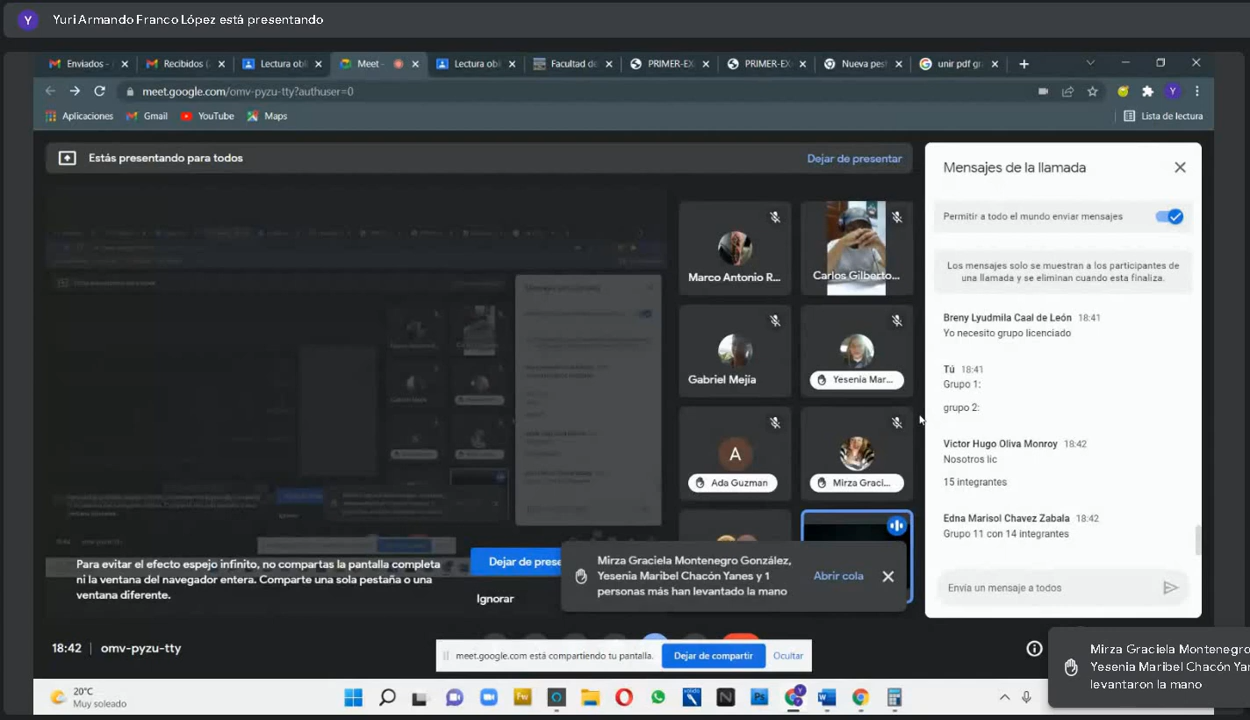 Y Yuri Armando Franco López está presentando
Enviados -
Recibidos (
Lectura obl
Meet -
Lectura obl
Facultad de
PRIMER-EX
PRIMER-EX
Nueva pes
unir pdf gr
meet.google.com/omv-pyzu-tty?authuser=0
Y
Aplicaciones
Gmail
YouTube
Maps
Lista de lectura
Estás presentando para todos
Dejar de presentar
Marco Antonio R...
Carlos Gilberto...
Gabriel Mejía
Yesenia Mar...
A
Ada Guzman
Mirza Graci...
Para evitar el efecto espejo infinito, no compartas la pantalla completa
ni la ventana del navegador entera. Comparte una sola pestaña o una
ventana diferente.
Dejar de prese
Ignorar
Mirza Graciela Montenegro González,
Yesenia Maribel Chacón Yanes y 1
personas más han levantado la mano
Abrir cola
Mensajes de la llamada
Permitir a todo el mundo enviar mensajes
Los mensajes solo se muestran a los participantes de
una llamada y se eliminan cuando esta finaliza.
Breny Lyudmila Caal de León 18:41
Yo necesito grupo licenciado
Tú 18:41
Grupo 1:
grupo 2:
Victor Hugo Oliva Monroy 18:42
Nosotros lic
15 integrantes
Edna Marisol Chavez Zabala 18:42
Grupo 11 con 14 integrantes
Envía un mensaje a todos
18:42 | omv-pyzu-tty
meet.google.com está compartiendo tu pantalla.
Dejar de compartir
Ocultar
Mirza Graciela Montenegro
Yesenia Maribel Chacón Yar
levantaron la mano
20°C
Muy soleado